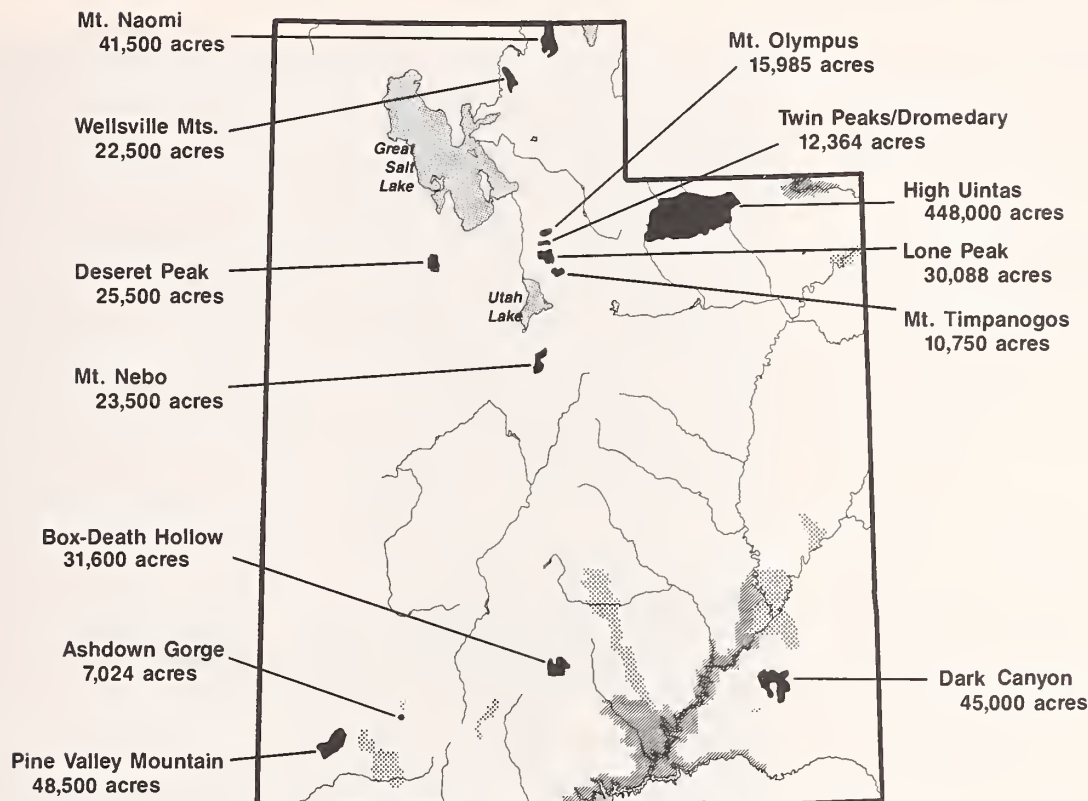 Mt. Naomi
41,500 acres
Wellsville Mts.
22,500 acres
Great
Salt
Lake
Mt. Olympus
15,985 acres
Twin Peaks/Dromedary
12,364 acres
High Uintas
448,000 acres
Lone Peak
30,088 acres
Mt. Timpanogos
10,750 acres
Deseret Peak
25,500 acres
Utah
Lake
Mt. Nebo
23,500 acres
Box-Death Hollow
31,600 acres
Ashdown Gorge
7,024 acres
Pine Valley Mountain
48,500 acres
Dark Canyon
45,000 acres